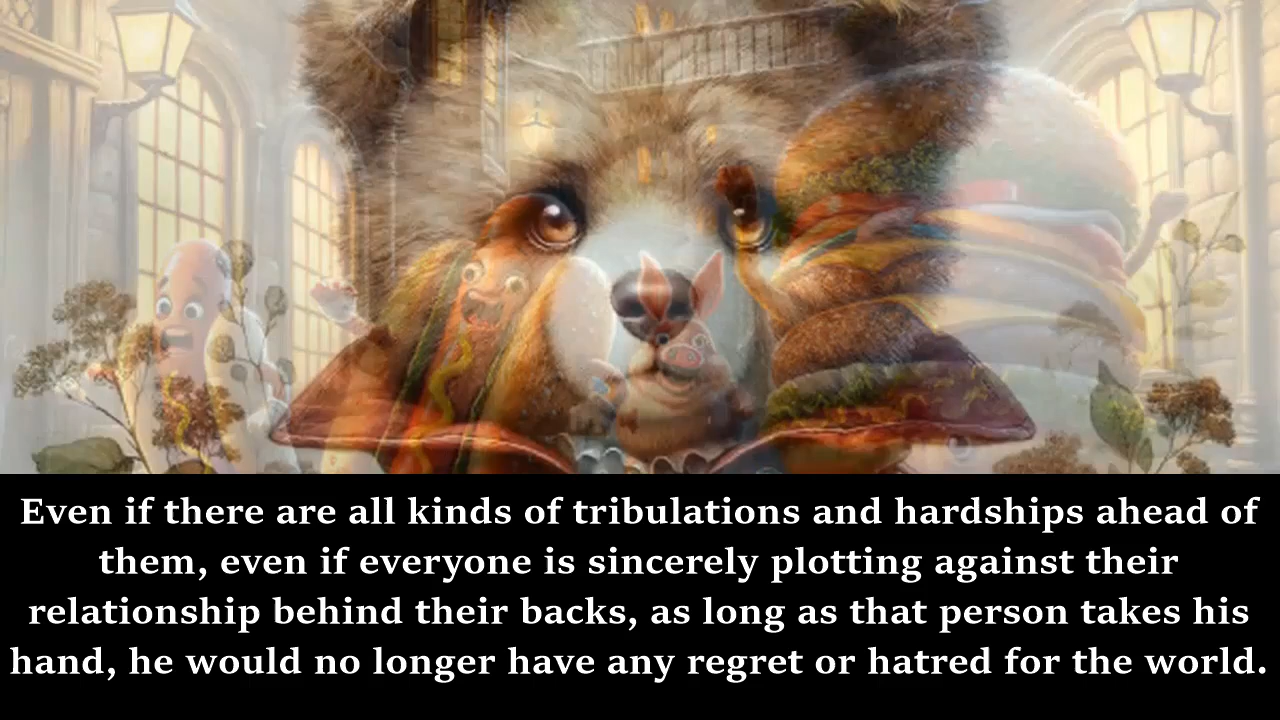 Even if there are all kinds of tribulations and hardships ahead of
them, even if everyone is sincerely plotting against their
relationship behind their backs, as long as that person takes his
hand, he would no longer have any regret or hatred for the world.